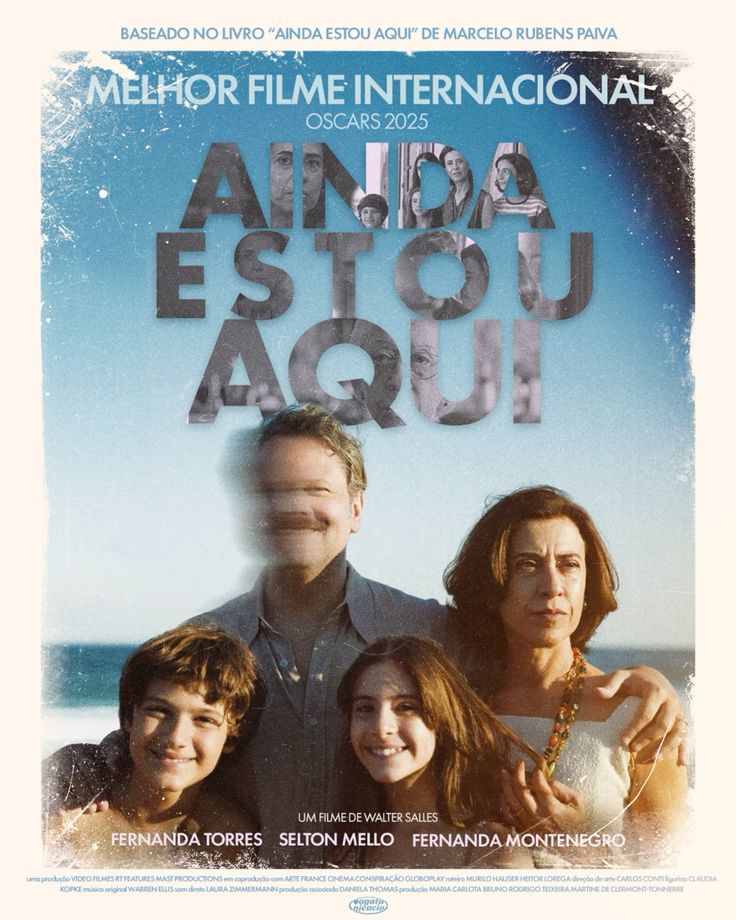 BASEADO NO LIVRO “AINDA ESTOU AQUI” DE MARCELO RUBENS PAIVA
MELHOR FILME INTERNACIONAL
OSCARS 2025
AINDA
ESTOU
AQUI
UM FILME DE WALTER SALLES
FERNANDA TORRES SELTON MELLO FERNANDA MONTENEGRO
uma produção VIDEO FILMES RT FEATURES MAST PRODUCTIONS em coprodução com ARTE FRANCE CINEMA CONSPIRAÇÃO GLOBOPLAY roteiro MURILO HAUSER HEITOR LOREGA direção de arte CARLOS CONTI figurino CLAUDIA
KOPKE música original WARREN ELLIS som direto LAURA ZIMMERMANN produção associada DANIELA THOMAS produção MARIA CARLOTA BRUNO RODRIGO TEIXEIRA MARTINE DE CLERMONT-TONNERRE
agata
nicacio